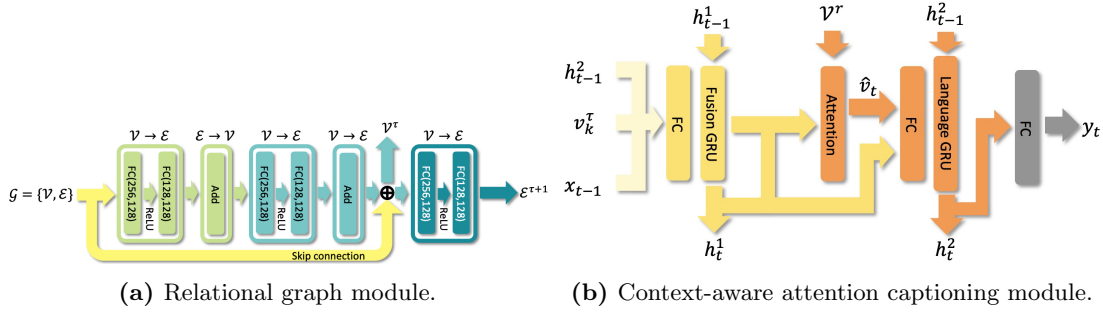 𝒢 = {𝒱, ℰ}
𝒱 → ℰ
FC(256,128)
ReLU
FC(128,128)
ℰ → 𝒱
Add
𝒱 → ℰ
FC(256,128)
ReLU
FC(128,128)
𝒱 → ℰ
Add
𝒱^τ
⊕
𝒱 → ℰ
FC(256,128)
ReLU
FC(128,128)
ℰ^{τ+1}
Skip connection
(a) Relational graph module.
h^1_{t−1}
𝒱^r
h^2_{t−1}
h^2_{t−1}
v^τ_k
x_{t−1}
FC
Fusion GRU
Attention
v̂_t
FC
Language GRU
FC
y_t
h^1_t
h^2_t
(b) Context-aware attention captioning module.